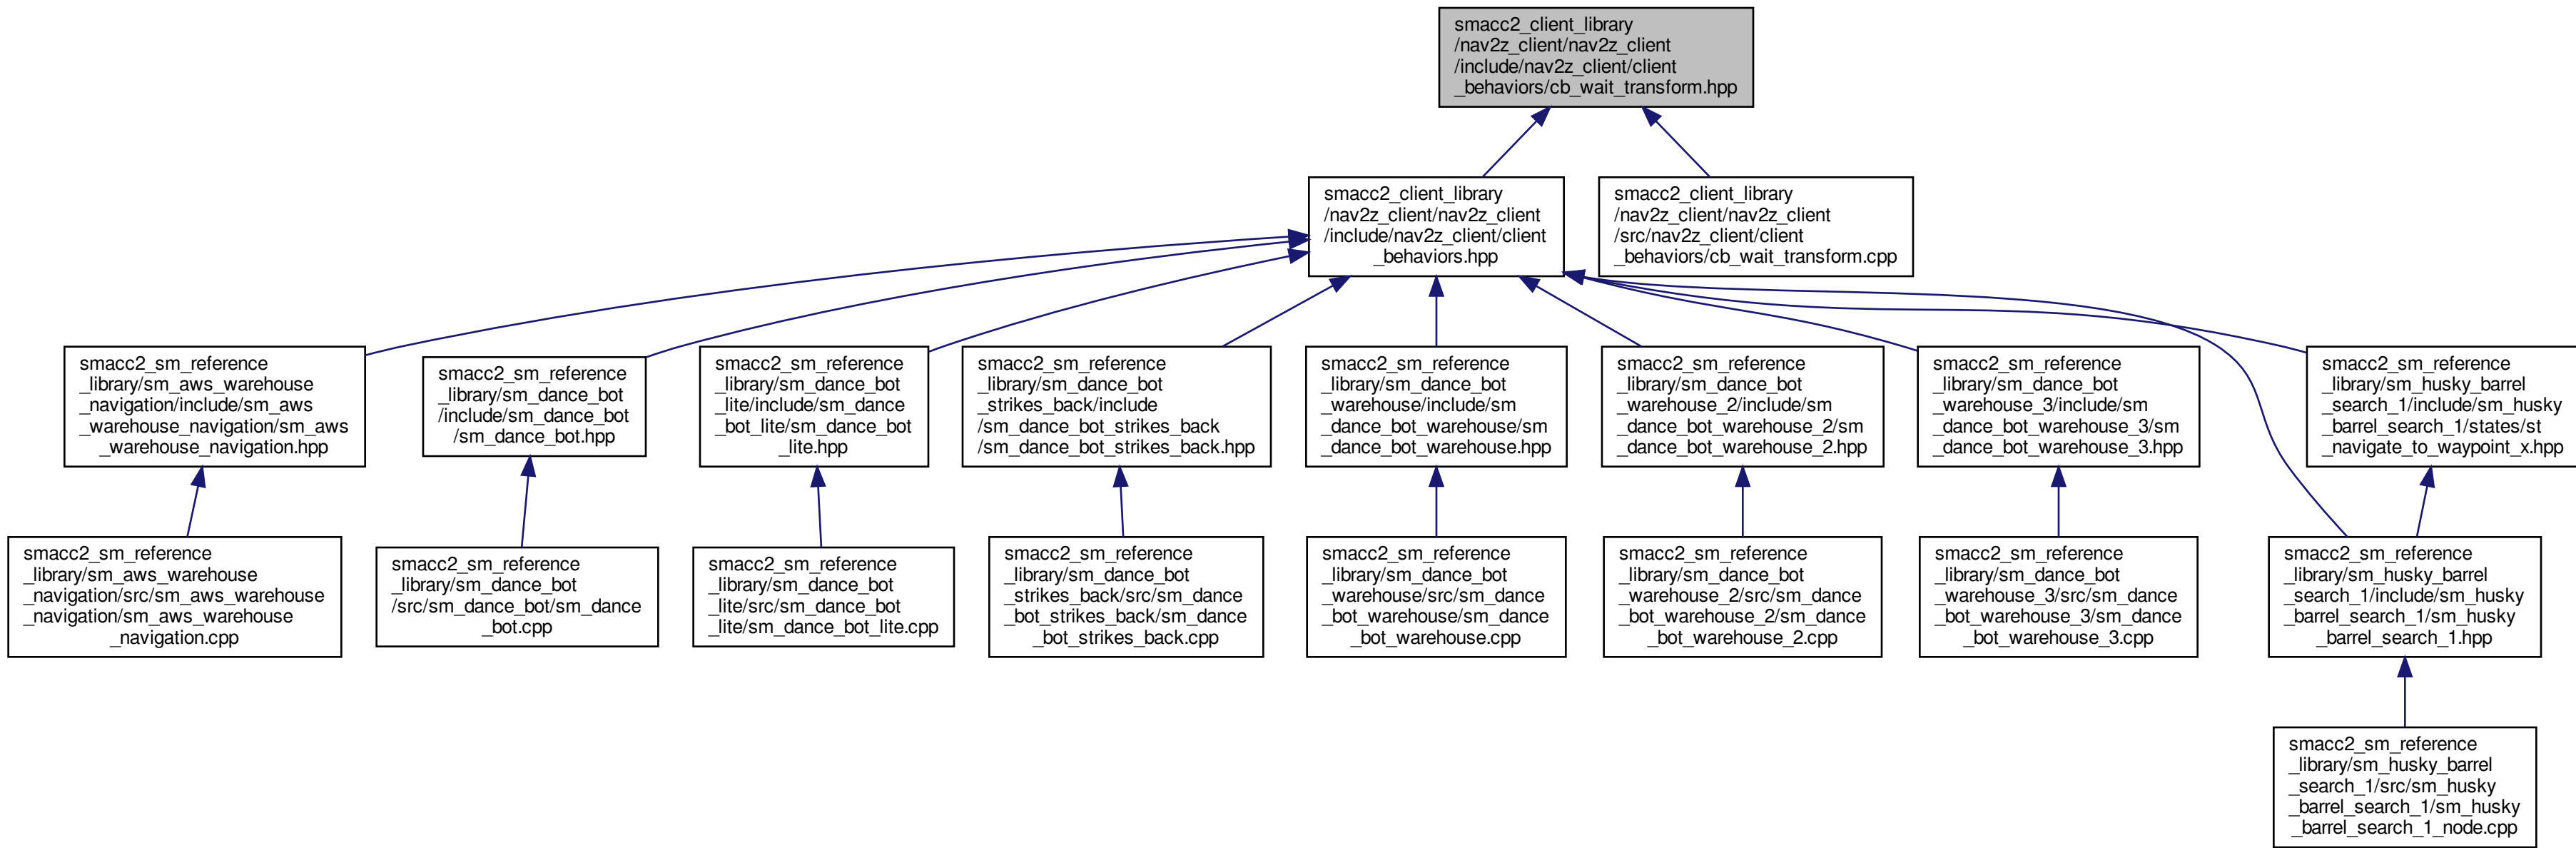 smacc2_client_library
/nav2z_client/nav2z_client
/include/nav2z_client/client
_behaviors/cb_wait_transform.hpp
smacc2_client_library
/nav2z_client/nav2z_client
/include/nav2z_client/client
_behaviors.hpp
smacc2_client_library
/nav2z_client/nav2z_client
/src/nav2z_client/client
_behaviors/cb_wait_transform.cpp
smacc2_sm_reference
_library/sm_aws_warehouse
_navigation/include/sm_aws
_warehouse_navigation/sm_aws
_warehouse_navigation.hpp
smacc2_sm_reference
_library/sm_dance_bot
/include/sm_dance_bot
/sm_dance_bot.hpp
smacc2_sm_reference
_library/sm_dance_bot
_lite/include/sm_dance
_bot_lite/sm_dance_bot
_lite.hpp
smacc2_sm_reference
_library/sm_dance_bot
_strikes_back/include
/sm_dance_bot_strikes_back
/sm_dance_bot_strikes_back.hpp
smacc2_sm_reference
_library/sm_dance_bot
_warehouse/include/sm
_dance_bot_warehouse/sm
_dance_bot_warehouse.hpp
smacc2_sm_reference
_library/sm_dance_bot
_warehouse_2/include/sm
_dance_bot_warehouse_2/sm
_dance_bot_warehouse_2.hpp
smacc2_sm_reference
_library/sm_dance_bot
_warehouse_3/include/sm
_dance_bot_warehouse_3/sm
_dance_bot_warehouse_3.hpp
smacc2_sm_reference
_library/sm_husky_barrel
_search_1/include/sm_husky
_barrel_search_1/states/st
_navigate_to_waypoint_x.hpp
smacc2_sm_reference
_library/sm_aws_warehouse
_navigation/src/sm_aws_warehouse
_navigation/sm_aws_warehouse
_navigation.cpp
smacc2_sm_reference
_library/sm_dance_bot
/src/sm_dance_bot/sm_dance
_bot.cpp
smacc2_sm_reference
_library/sm_dance_bot
_lite/src/sm_dance_bot
_lite/sm_dance_bot_lite.cpp
smacc2_sm_reference
_library/sm_dance_bot
_strikes_back/src/sm_dance
_bot_strikes_back/sm_dance
_bot_strikes_back.cpp
smacc2_sm_reference
_library/sm_dance_bot
_warehouse/src/sm_dance
_bot_warehouse/sm_dance
_bot_warehouse.cpp
smacc2_sm_reference
_library/sm_dance_bot
_warehouse_2/src/sm_dance
_bot_warehouse_2/sm_dance
_bot_warehouse_2.cpp
smacc2_sm_reference
_library/sm_dance_bot
_warehouse_3/src/sm_dance
_bot_warehouse_3/sm_dance
_bot_warehouse_3.cpp
smacc2_sm_reference
_library/sm_husky_barrel
_search_1/include/sm_husky
_barrel_search_1/sm_husky
_barrel_search_1.hpp
smacc2_sm_reference
_library/sm_husky_barrel
_search_1/src/sm_husky
_barrel_search_1/sm_husky
_barrel_search_1_node.cpp